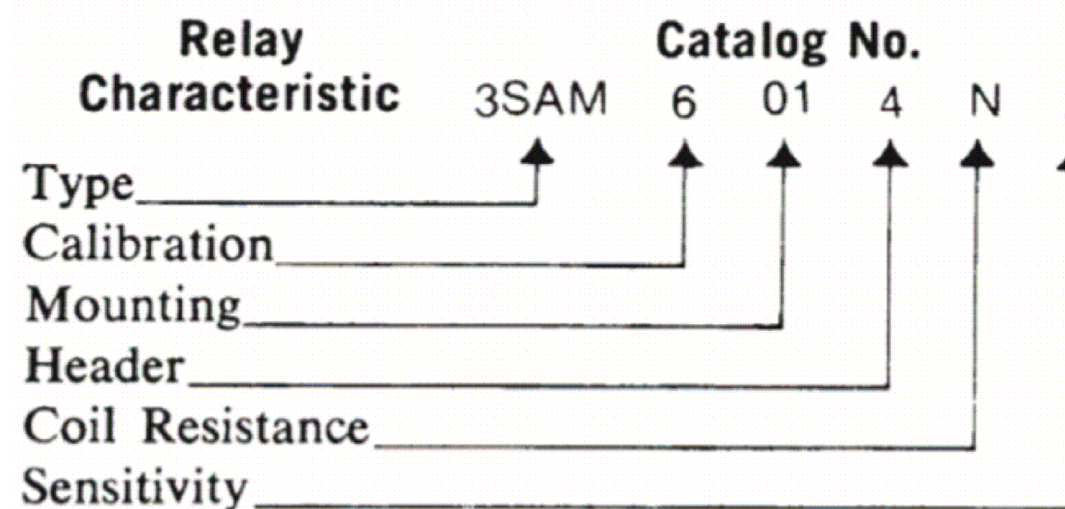 Relay Catalog No.
Characteristic 3SAM 6 01 4 N
Type
Calibration
Mounting
Header
Coil Resistance
Sensitivity